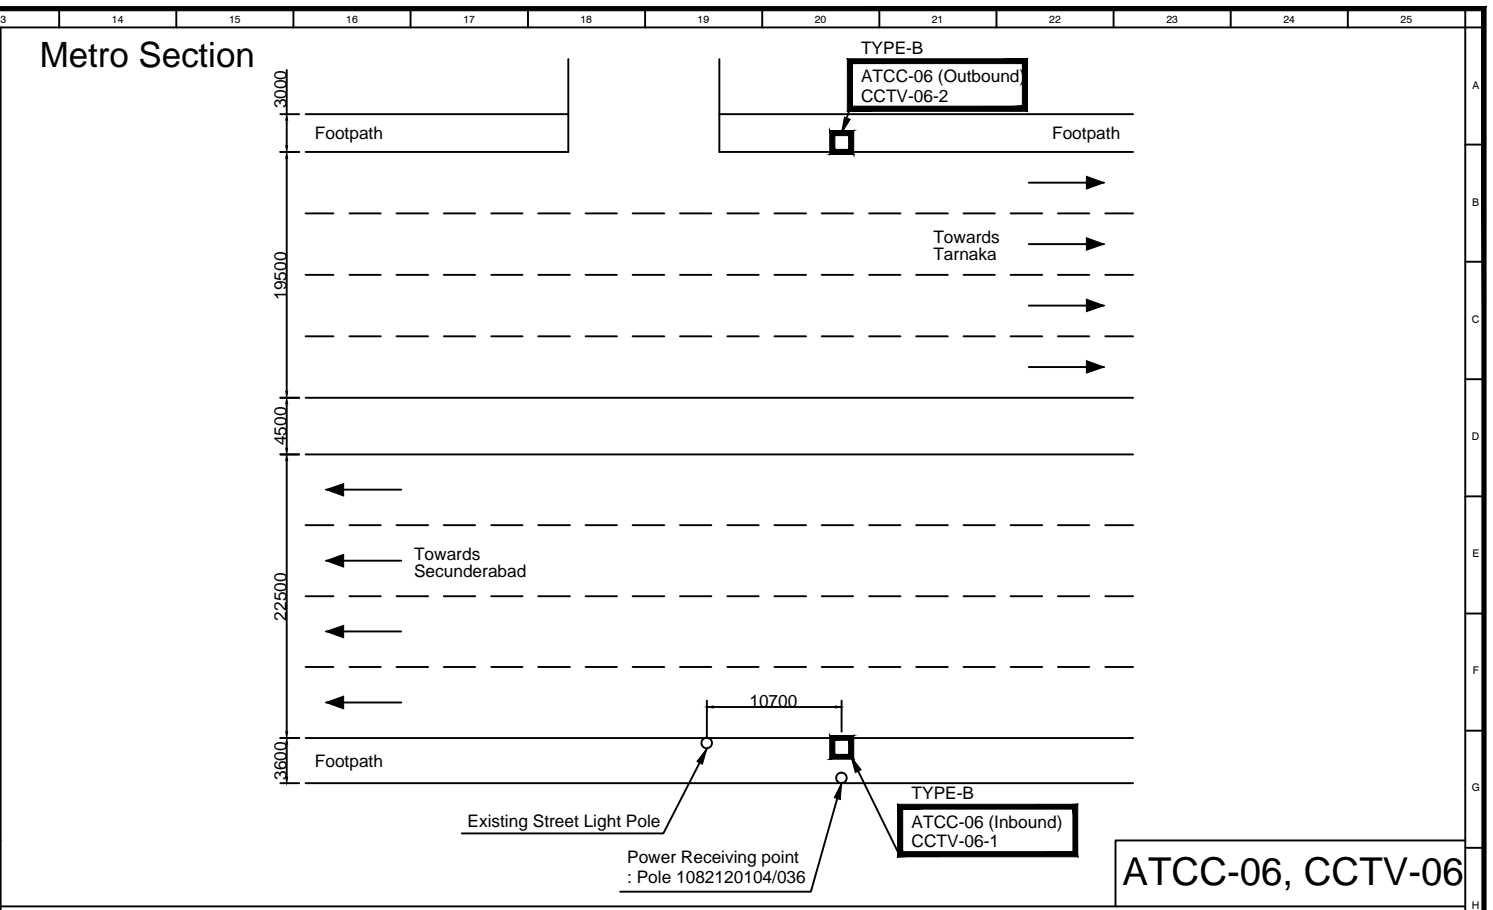 3 14 15 16 17 18 19 20 21 22 23 24 25
Metro Section
TYPE-B
ATCC-06 (Outbound)
CCTV-06-2
A
3000
Footpath
Footpath
B
Towards
Tarnaka
19500
C
4500
D
Towards
Secunderabad
E
22500
F
10700
3600
Footpath
G
TYPE-B
ATCC-06 (Inbound)
CCTV-06-1
Existing Street Light Pole
Power Receiving point
: Pole 1082120104/036
ATCC-06, CCTV-06
H